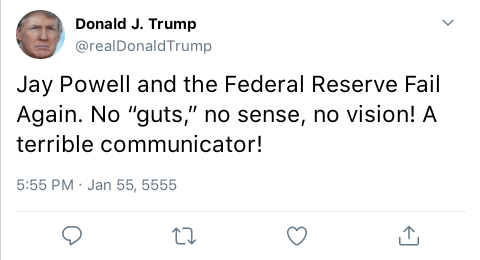 Donald J. Trump
@realDonaldTrump
Jay Powell and the Federal Reserve Fail
Again. No “guts,” no sense, no vision! A
terrible communicator!
5:55 PM · Jan 55, 5555